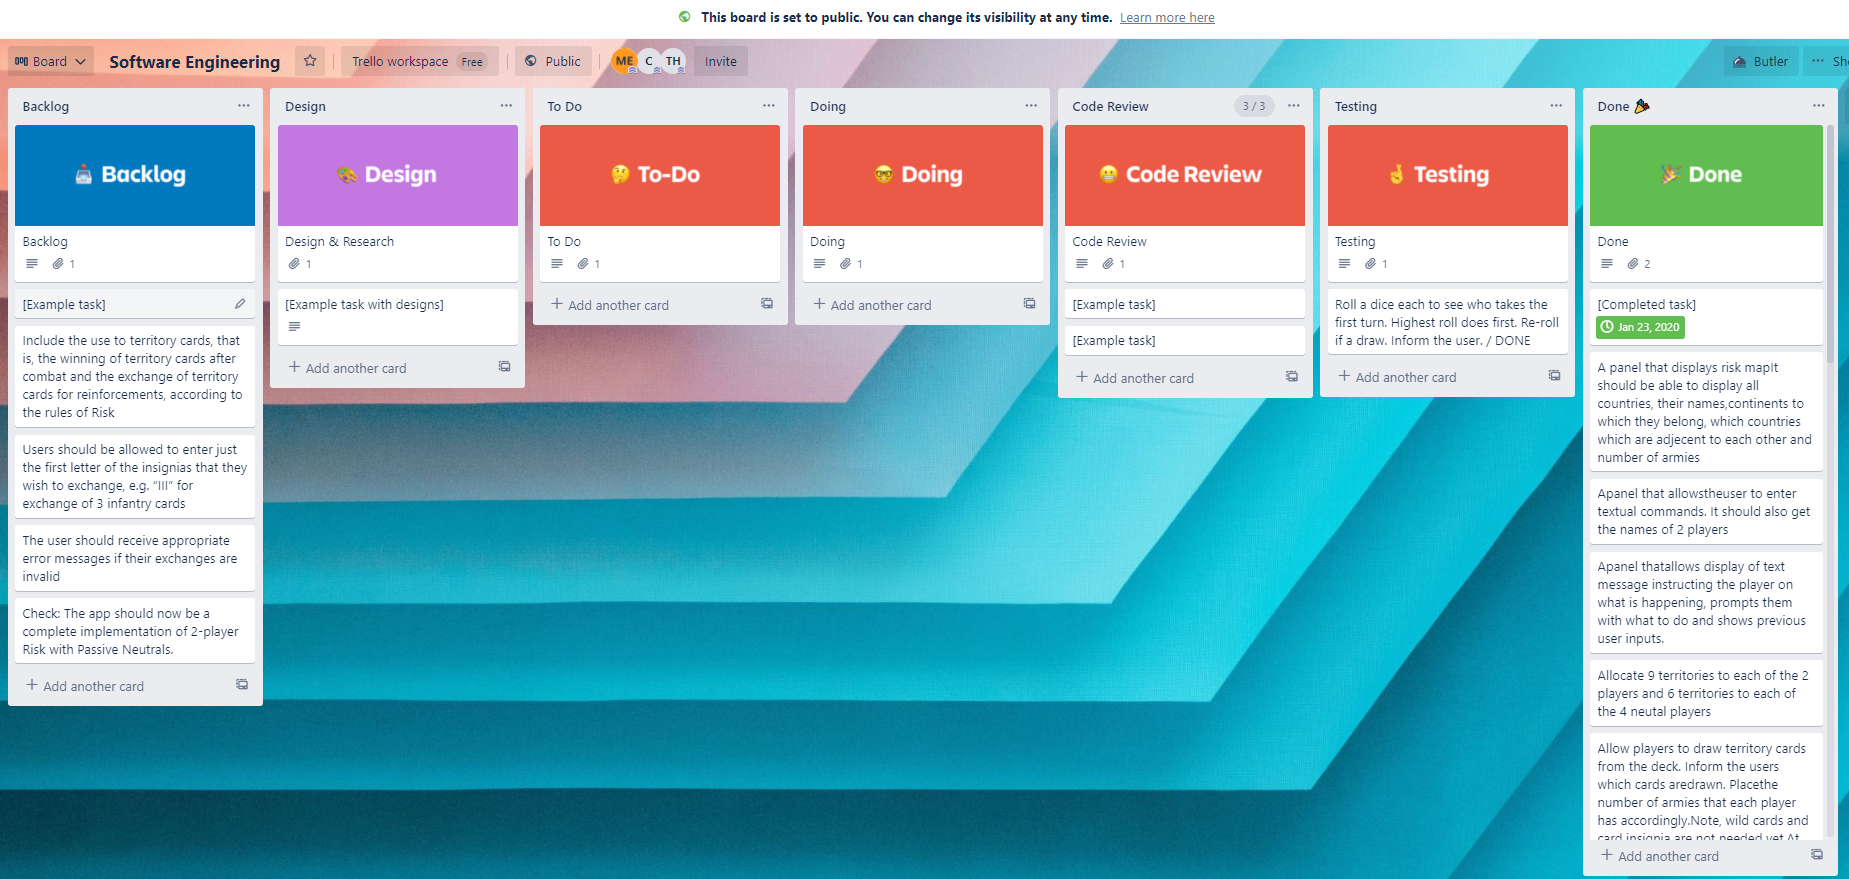 This board is set to public. You can change its visibility at any time. Learn more here
Board
Software Engineering
Trello workspace Free
Public
ME C TH
Invite
Butler
Backlog
Backlog
Backlog
1
[Example task]
Include the use to territory cards, that
is, the winning of territory cards after
combat and the exchange of territory
cards for reinforcements, according to
the rules of Risk
Users should be allowed to enter just
the first letter of the insignias that they
wish to exchange, e.g. “III” for
exchange of 3 infantry cards
The user should receive appropriate
error messages if their exchanges are
invalid
Check: The app should now be a
complete implementation of 2-player
Risk with Passive Neutrals.
Add another card
Design
Design
Design & Research
1
[Example task with designs]
Add another card
To Do
To-Do
To Do
1
Add another card
Doing
Doing
Doing
1
Add another card
Code Review 3 / 3
Code Review
Code Review
1
[Example task]
[Example task]
Add another card
Testing
Testing
Testing
1
Roll a dice each to see who takes the
first turn. Highest roll does first. Re-roll
if a draw. Inform the user. / DONE
Add another card
Done
Done
Done
2
[Completed task]
Jan 23, 2020
A panel that displays risk mapIt
should be able to display all
countries, their names,continents to
which they belong, which countries
which are adjecent to each other and
number of armies
Apanel that allowstheuser to enter
textual commands. It should also get
the names of 2 players
Apanel thatallows display of text
message instructing the player on
what is happening, prompts them
with what to do and shows previous
user inputs.
Allocate 9 territories to each of the 2
players and 6 territories to each of
the 4 neutal players
Allow players to draw territory cards
from the deck. Inform the users
which cards aredrawn. Placethe
number of armies that each player
has accordingly.Note, wild cards and
card insignia are not needed yet.At
Add another card